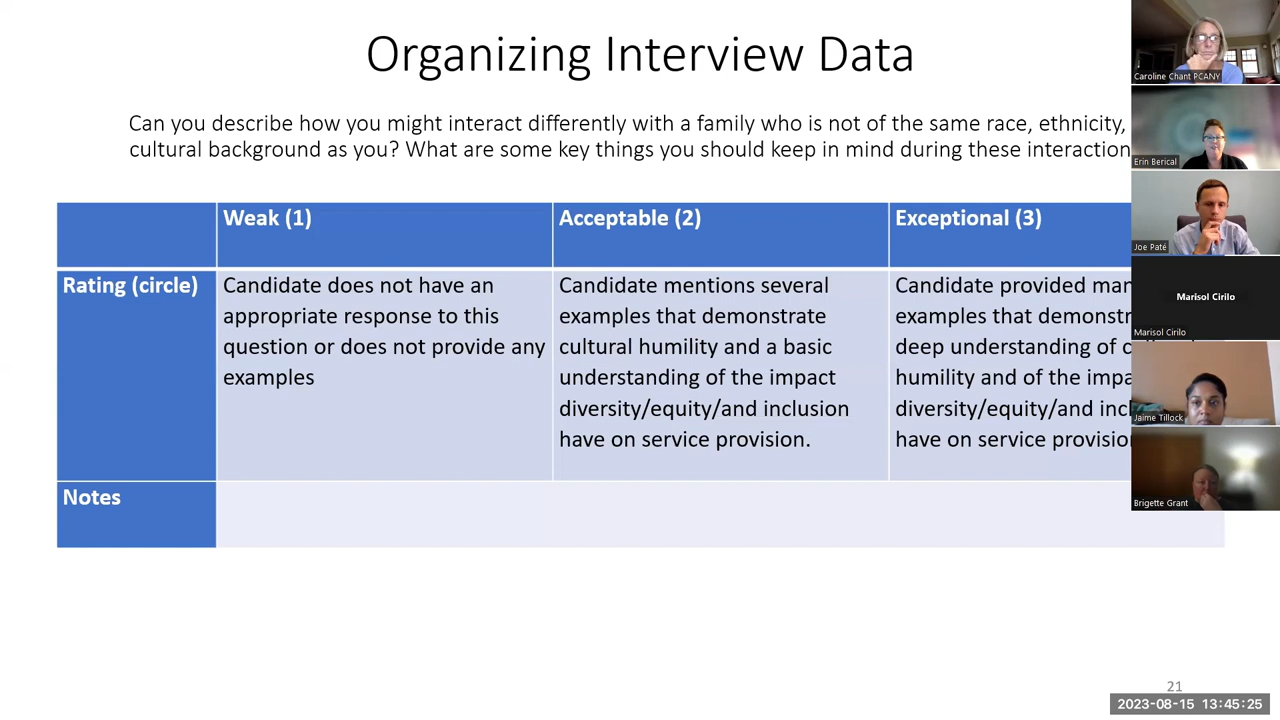 Organizing Interview Data
Can you describe how you might interact differently with a family who is not of the same race, ethnicity,
cultural background as you? What are some key things you should keep in mind during these interaction
Weak (1)
Acceptable (2)
Exceptional (3)
Rating (circle)
Candidate does not have an
appropriate response to this
question or does not provide any
examples
Candidate mentions several
examples that demonstrate
cultural humility and a basic
understanding of the impact
diversity/equity/and inclusion
have on service provision.
Candidate provided
examples that
deep understanding of
humility and of the
diversity/equity/and
have on service
Notes
Caroline Chant PCANY
Erin Berical
Joe Paté
Marisol Cirilo
Marisol Cirilo
Jaime Tillock
Brigette Grant
21
2023-08-15 13:45:25